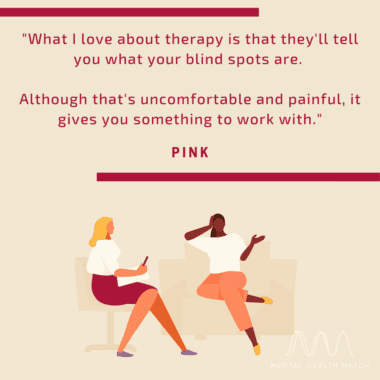 "What I love about therapy is that they'll tell
you what your blind spots are.
Although that's uncomfortable and painful, it
gives you something to work with."
PINK
MENTAL HEALTH MATCH